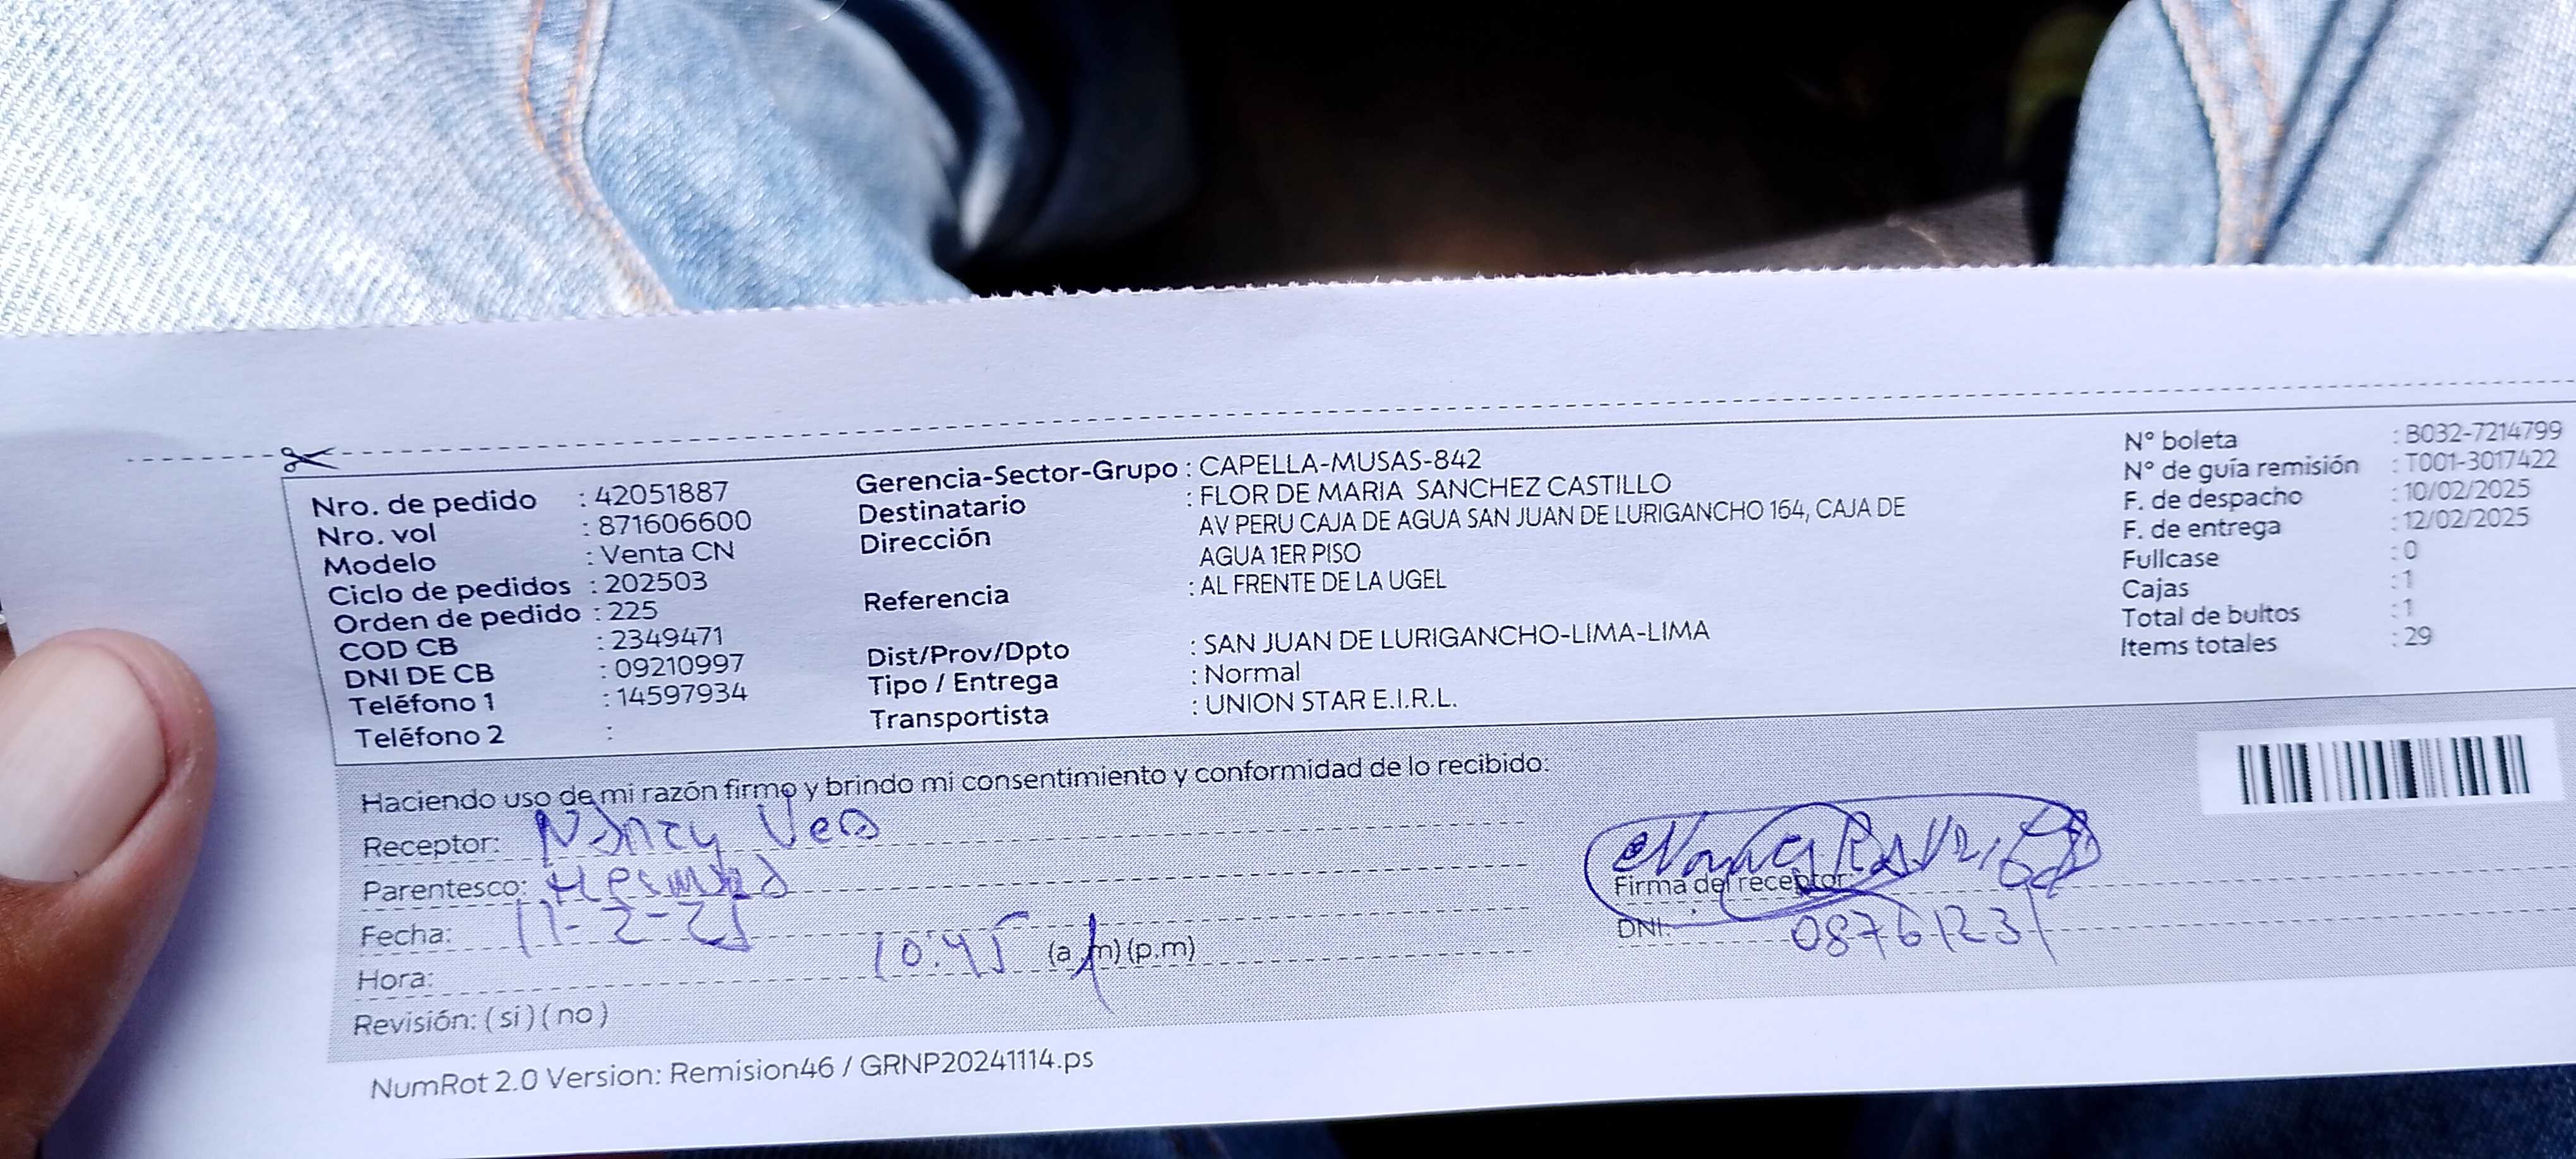 Nro. de pedido : 42051887
Nro. vol : 871606600
Modelo : Venta CN
Ciclo de pedidos : 202503
Orden de pedido : 225
COD CB : 2349471
DNI DE CB : 09210997
Teléfono 1 : 14597934
Teléfono 2 :
Gerencia-Sector-Grupo : CAPELLA-MUSAS-842
Destinatario : FLOR DE MARIA SANCHEZ CASTILLO
Dirección AV PERU CAJA DE AGUA SAN JUAN DE LURIGANCHO 164, CAJA DE
AGUA 1ER PISO
Referencia : AL FRENTE DE LA UGEL
Dist/Prov/Dpto : SAN JUAN DE LURIGANCHO-LIMA-LIMA
Tipo / Entrega : Normal
Transportista : UNION STAR E.I.R.L.
N° boleta : B032-7214799
N° de guía remisión : T001-3017422
F. de despacho : 10/02/2025
F. de entrega : 12/02/2025
Fullcase : 0
Cajas : 1
Total de bultos : 1
Items totales : 29
Haciendo uso de mi razón firmo y brindo mi consentimiento y conformidad de lo recibido:
Receptor: Nancy Vera
Parentesco: Hermana
Fecha: 11-2-25
Hora: 10:45 (a.m) (p.m)
Revisión: ( si ) ( no )
Firma del receptor:
DNI: 08761231
NumRot 2.0 Version: Remision46 / GRNP20241114.ps